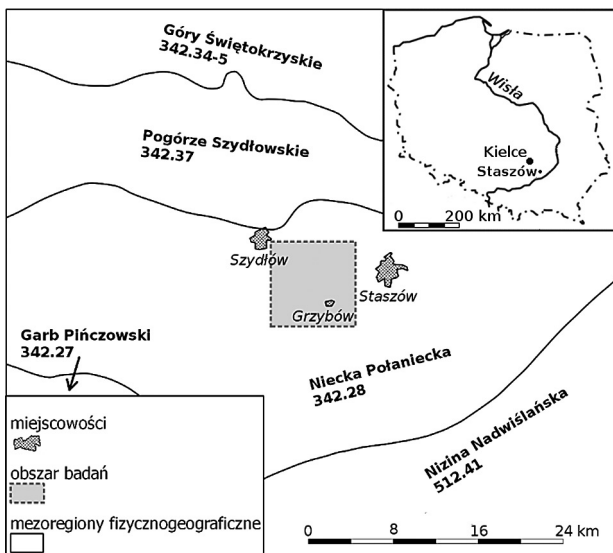 Góry Świętokrzyskie
342.34-5
Pogórze Szydłowskie
342.37
Wisła
Kielce
Staszów
0 200 km
Szydłów
Staszów
Grzybów
Garb Pińczowski
342.27
Niecka Połaniecka
342.28
Nizina Nadwiślańska
512.41
miejscowości
obszar badań
mezoregiony fizycznogeograficzne
0 8 16 24 km